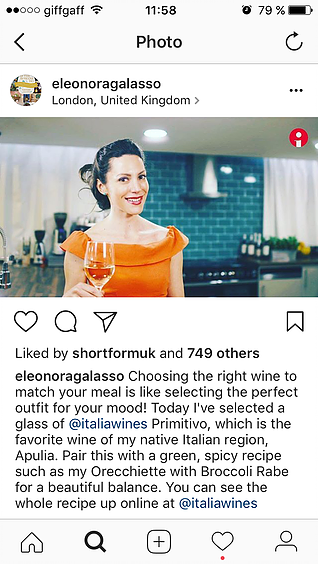 giffgaff 11:58 79 %
Photo
eleonoragalasso
London, United Kingdom >
Liked by shortformuk and 749 others
eleonoragalasso Choosing the right wine to
match your meal is like selecting the perfect
outfit for your mood! Today I've selected a
glass of @italiawines Primitivo, which is the
favorite wine of my native Italian region,
Apulia. Pair this with a green, spicy recipe
such as my Orecchiette with Broccoli Rabe
for a beautiful balance. You can see the
whole recipe up online at @italiawines